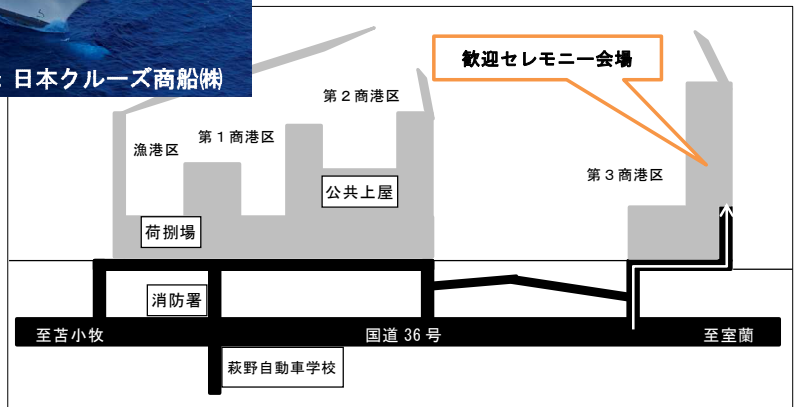 日本クルーズ商船㈱
歓迎セレモニー会場
第２商港区
第１商港区
漁港区
第３商港区
公共上屋
荷捌場
消防署
至苫小牧
国道 36 号
至室蘭
萩野自動車学校